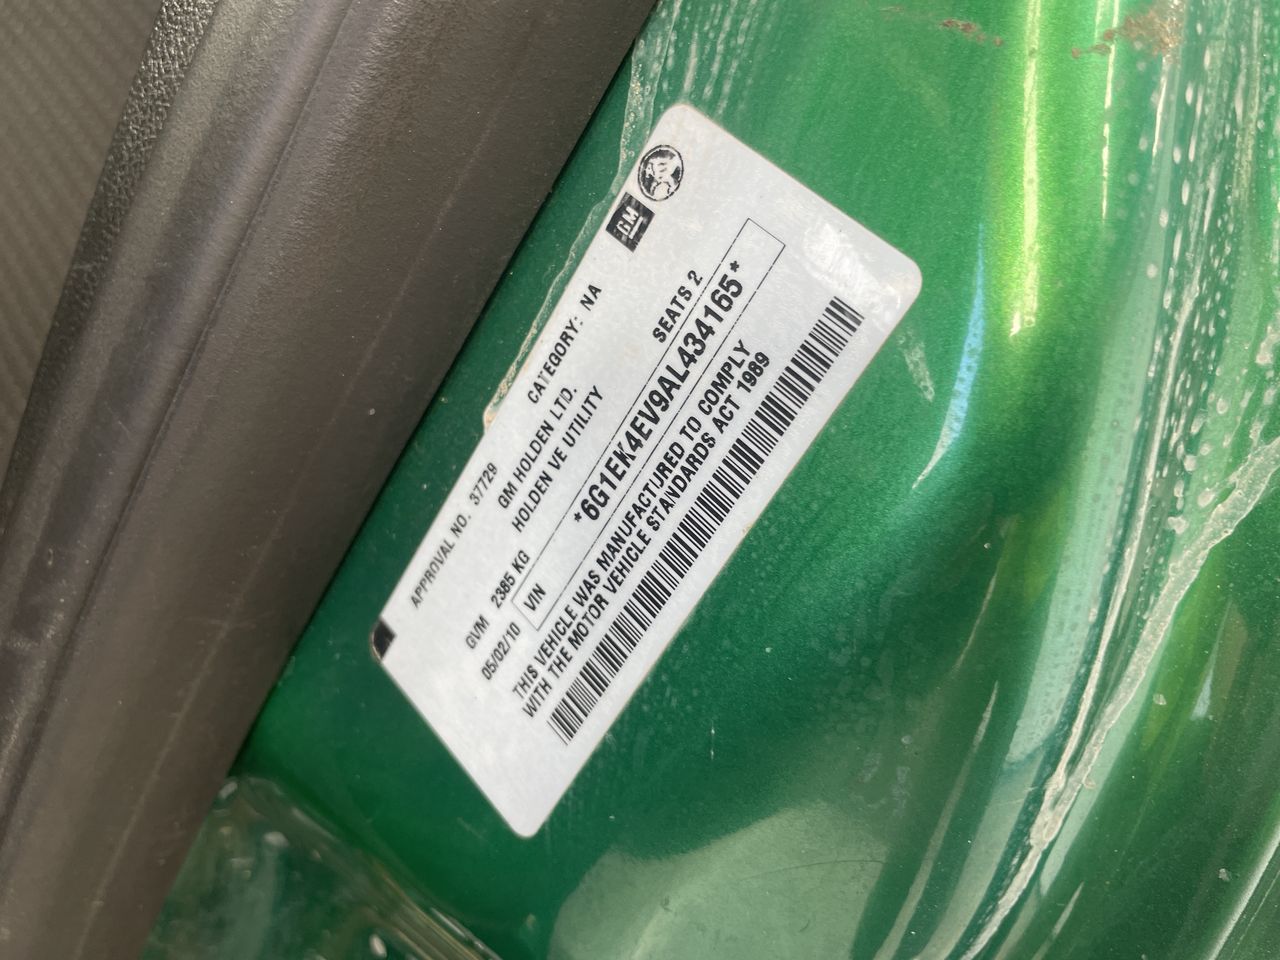 GM
APPROVAL NO. 37729 CATEGORY: NA
GM HOLDEN LTD.
HOLDEN VE UTILITY
GVM 2385 KG SEATS 2
05/02/10
VIN *6G1EK4EV9AL434165*
THIS VEHICLE WAS MANUFACTURED TO COMPLY
WITH THE MOTOR VEHICLE STANDARDS ACT 1989